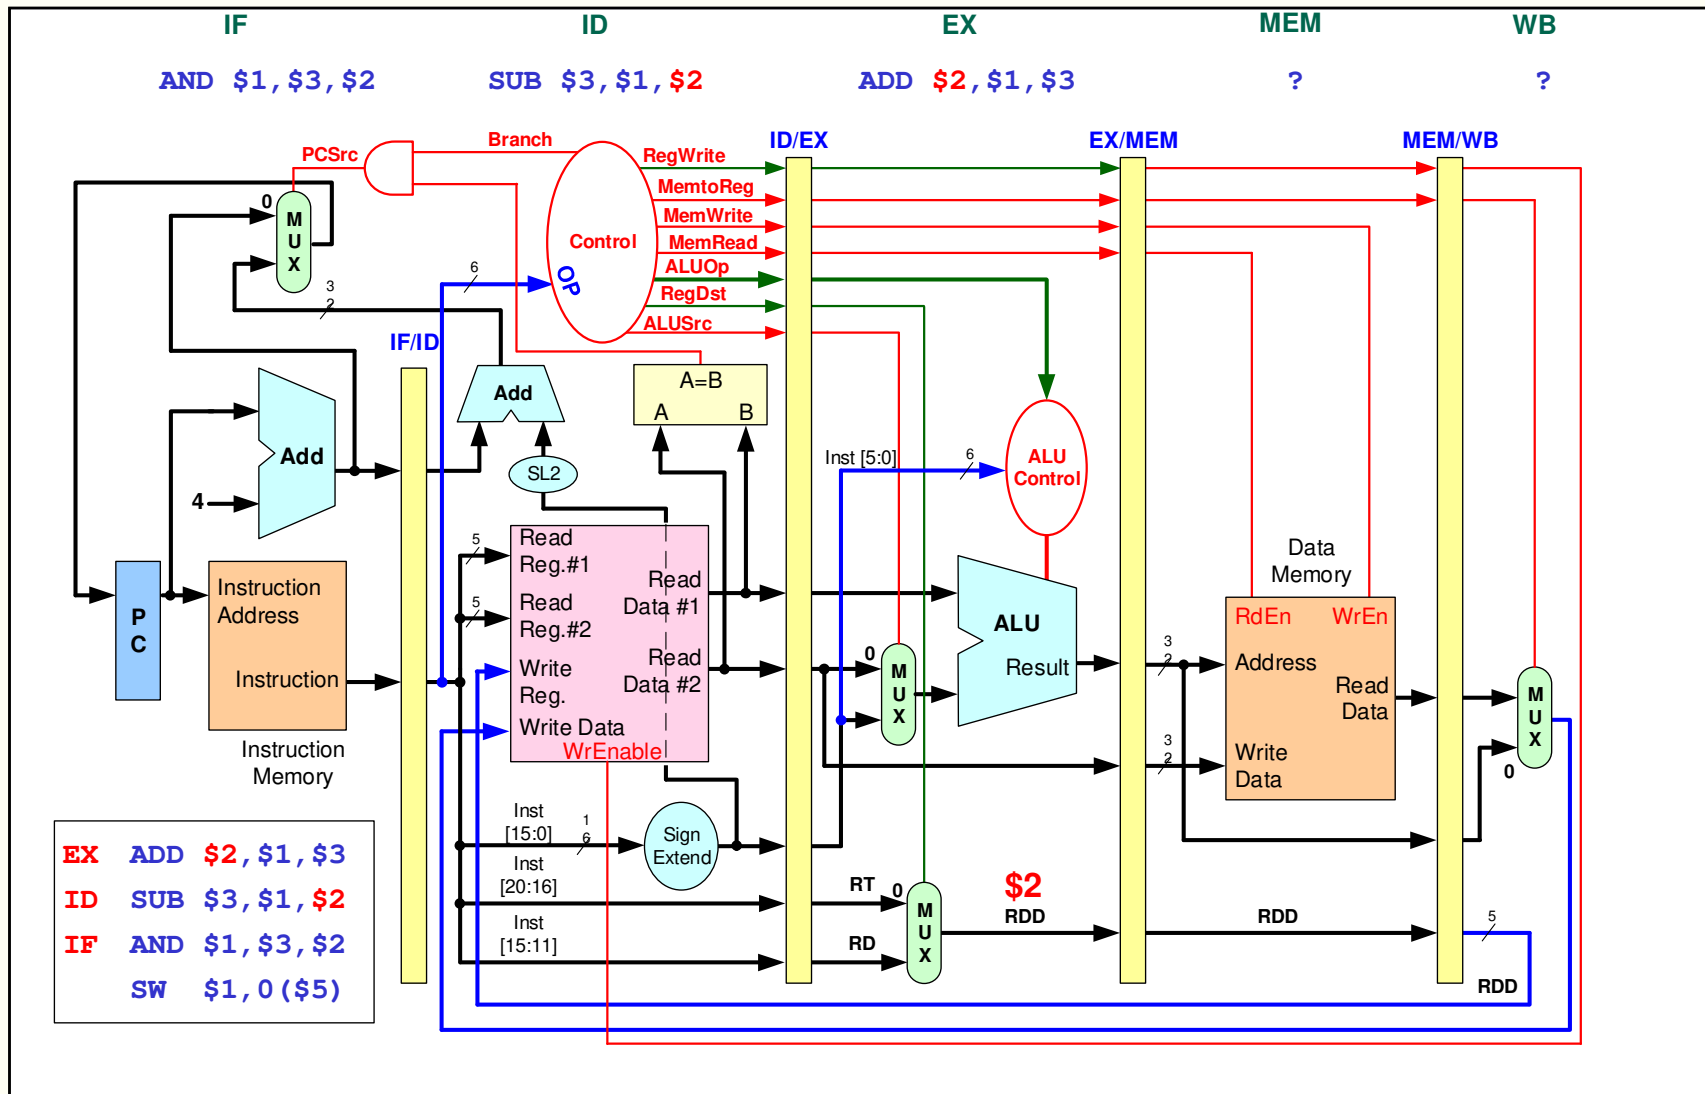 IF ID EX MEM WB
AND $1,$3,$2 SUB $3,$1,$2 ADD $2,$1,$3 ? ?
PCSrc
Branch
ID/EX
EX/MEM
MEM/WB
RegWrite
MemtoReg
MemWrite
MemRead
ALUOp
RegDst
ALUSrc
Control
OP
6
0
M
U
X
3
2
IF/ID
Add
4
Add
SL2
A=B
A B
Inst [5:0]
6
ALU
Control
P
C
Instruction
Address
Instruction
Instruction
Memory
5
5
Read
Reg.#1
Read
Reg.#2
Write
Reg.
Write Data
WrEnable
Read
Data #1
Read
Data #2
0
M
U
X
ALU
Result
3
2
3
2
Data
Memory
RdEn WrEn
Address
Read
Data
Write
Data
M
U
X
0
Inst
[15:0]
1
6
Sign
Extend
Inst
[20:16]
Inst
[15:11]
RT
RD
0
M
U
X
$2
RDD
RDD
5
RDD
EX ADD $2,$1,$3
ID SUB $3,$1,$2
IF AND $1,$3,$2
SW $1,0($5)